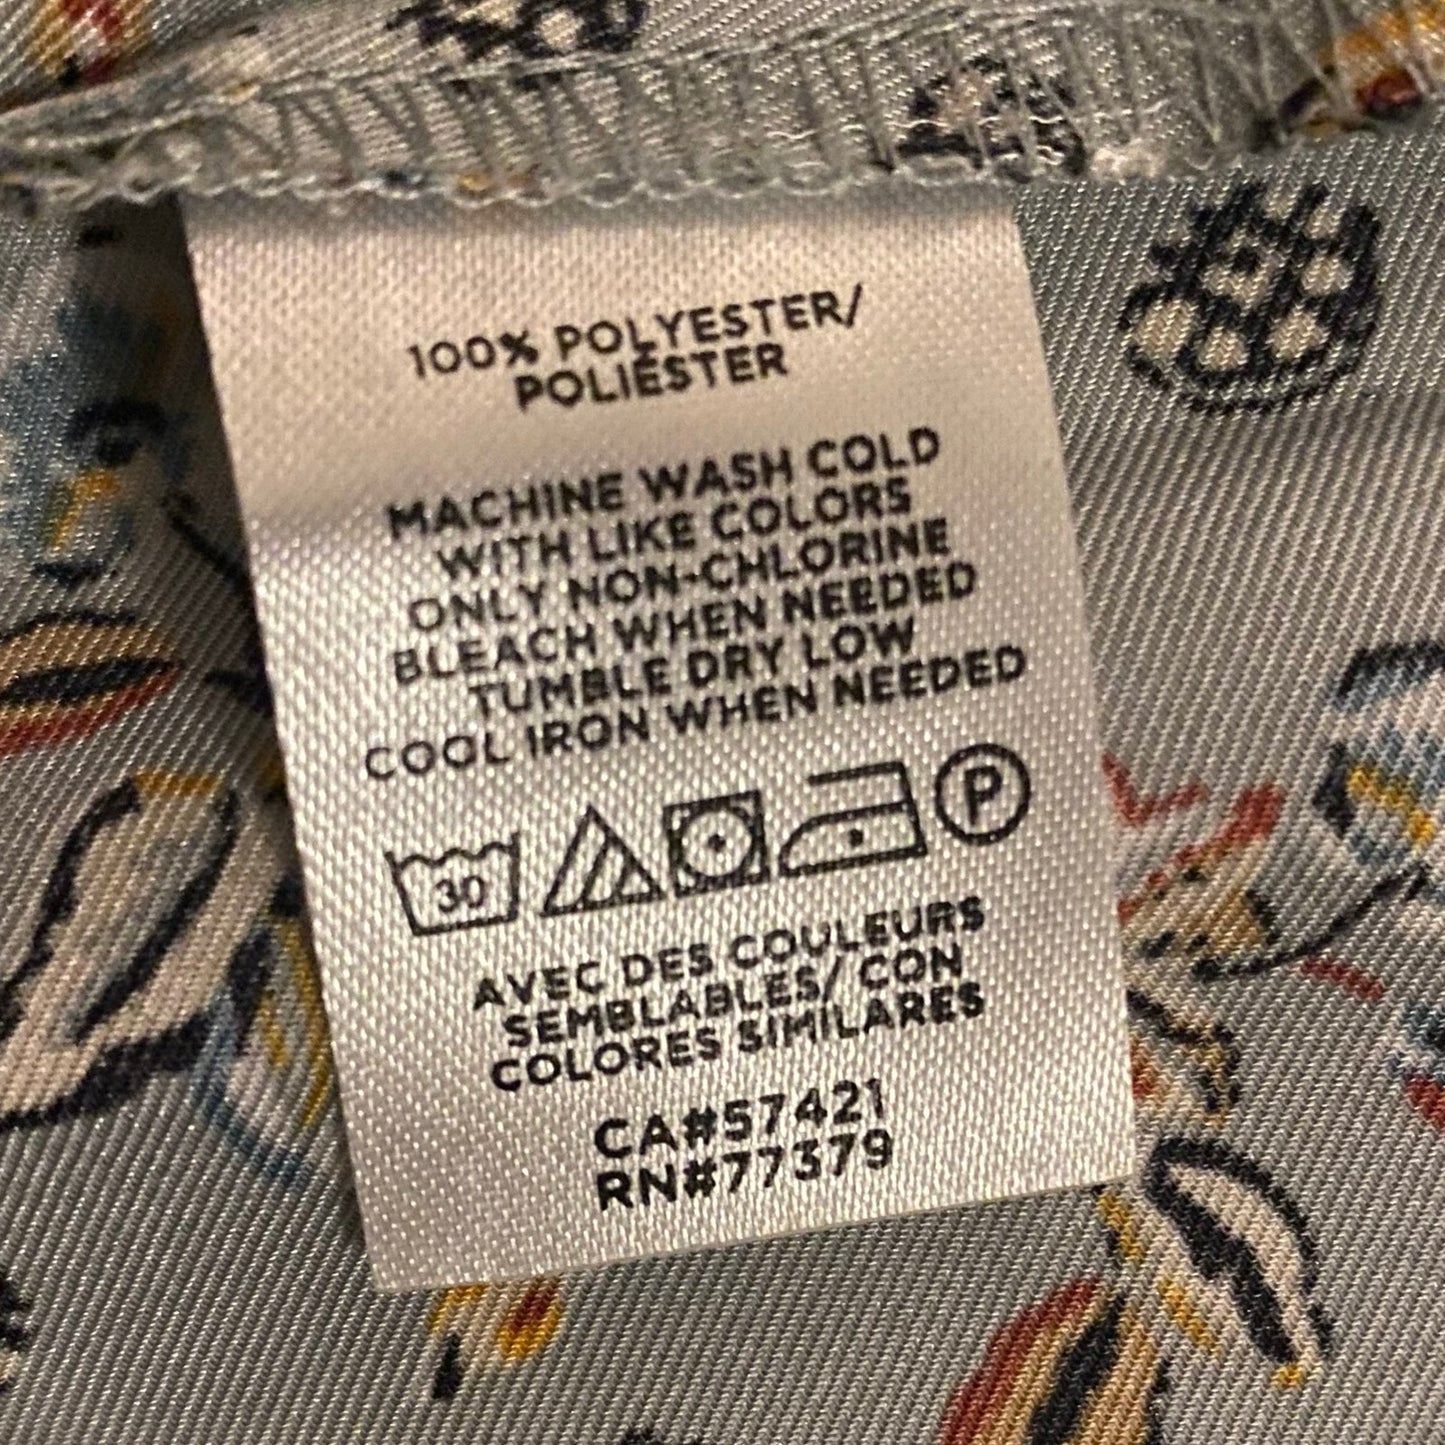 100% POLYESTER/
POLIÉSTER
MACHINE WASH COLD
WITH LIKE COLORS
ONLY NON-CHLORINE
BLEACH WHEN NEEDED
TUMBLE DRY LOW
COOL IRON WHEN NEEDED
30 P
AVEC DES COULEURS
SEMBLABLES/ CON
COLORES SIMILARES
CA#57421
RN#77379